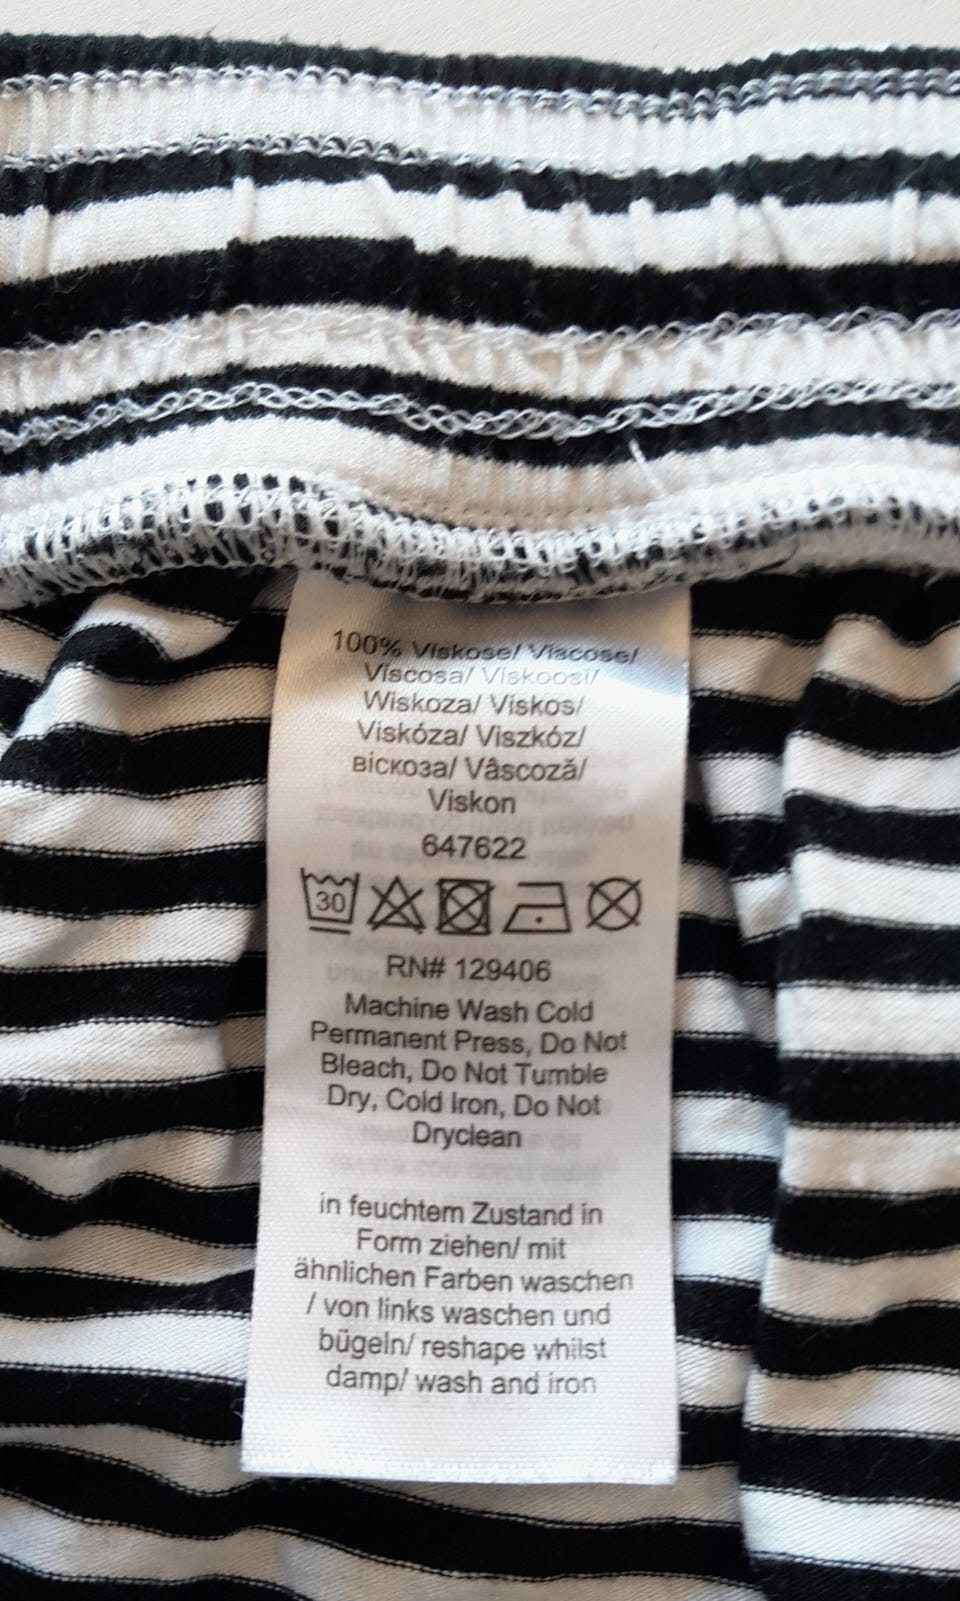 100% Viskose/ Viscose/
Viscosa/ Viskoosi/
Wiskoza/ Viskos/
Viskóza/ Viszkóz/
віскоза/ Vâscoză/
Viskon
647622
30
RN# 129406
Machine Wash Cold
Permanent Press, Do Not
Bleach, Do Not Tumble
Dry, Cold Iron, Do Not
Dryclean
in feuchtem Zustand in
Form ziehen/ mit
ähnlichen Farben waschen
/ von links waschen und
bügeln/ reshape whilst
damp/ wash and iron